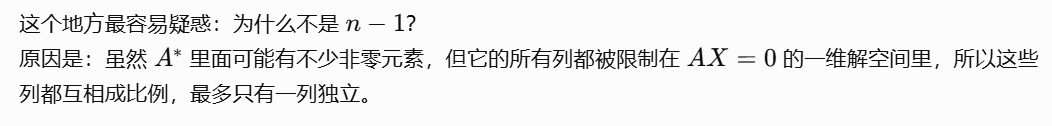 这个地方最容易疑惑：为什么不是 n − 1?
原因是：虽然 A* 里面可能有不少非零元素，但它的所有列都被限制在 AX = 0 的一维解空间里，所以这些
列都互相成比例，最多只有一列独立。